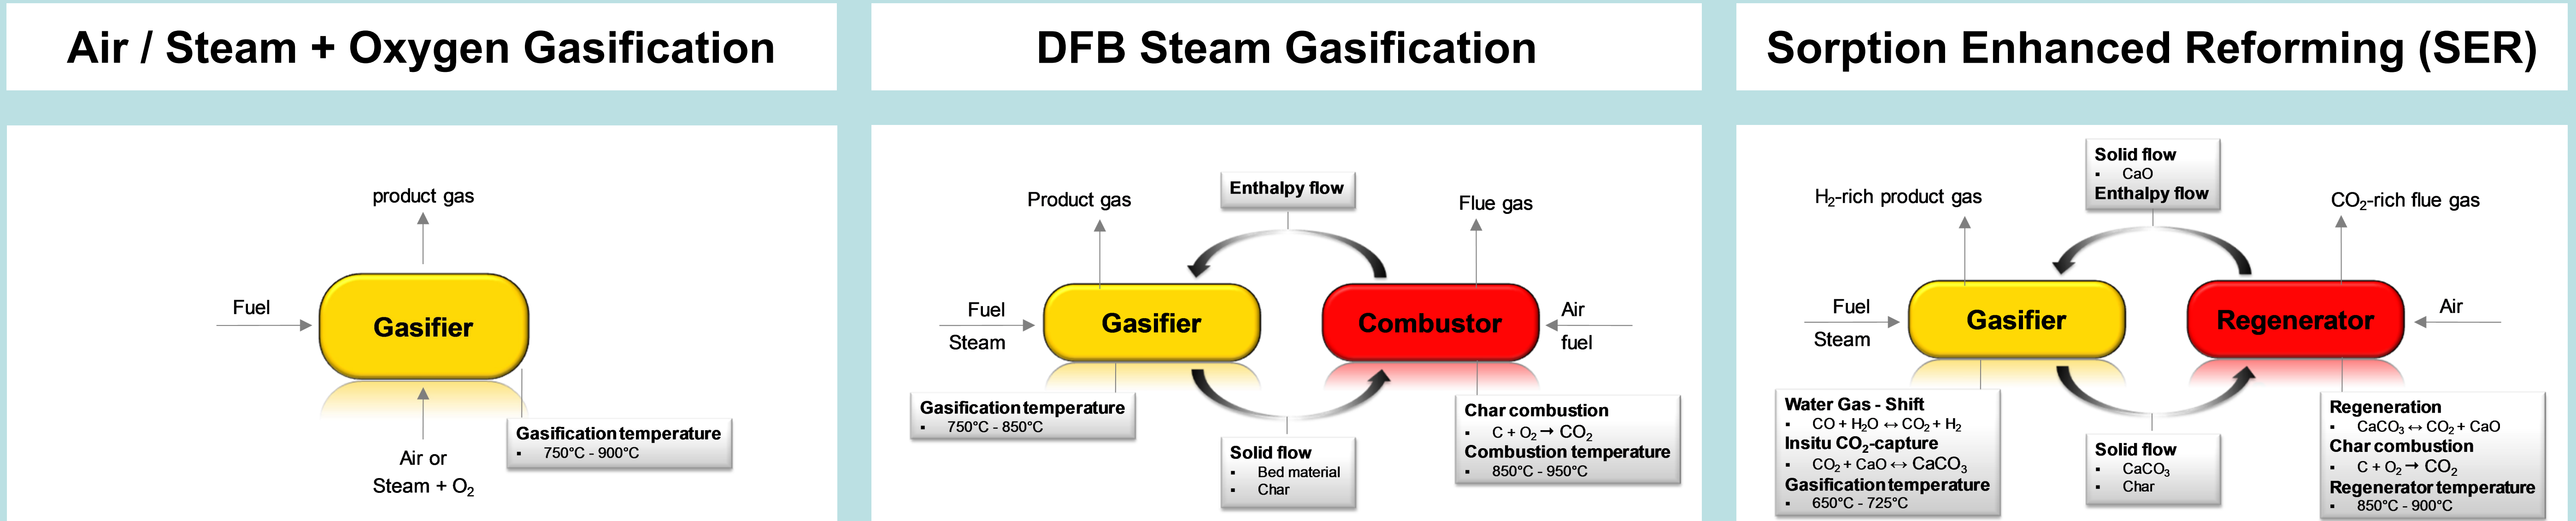 Air / Steam + Oxygen Gasification
product gas
Fuel
Gasifier
Gasification temperature
▪ 750°C - 900°C
Air or
Steam + O₂
DFB Steam Gasification
Enthalpy flow
Product gas
Flue gas
Fuel
Steam
Gasifier
Combustor
Air
fuel
Gasification temperature
▪ 750°C - 850°C
Solid flow
▪ Bed material
▪ Char
Char combustion
▪ C + O₂ → CO₂
Combustion temperature
▪ 850°C - 950°C
Sorption Enhanced Reforming (SER)
Solid flow
▪ CaO
Enthalpy flow
H₂-rich product gas
CO₂-rich flue gas
Fuel
Steam
Gasifier
Regenerator
Air
Water Gas - Shift
▪ CO + H₂O ↔ CO₂ + H₂
Insitu CO₂-capture
▪ CO₂ + CaO ↔ CaCO₃
Gasification temperature
▪ 650°C - 725°C
Solid flow
▪ CaCO₃
▪ Char
Regeneration
▪ CaCO₃ ↔ CO₂ + CaO
Char combustion
▪ C + O₂ → CO₂
Regenerator temperature
▪ 850°C - 900°C